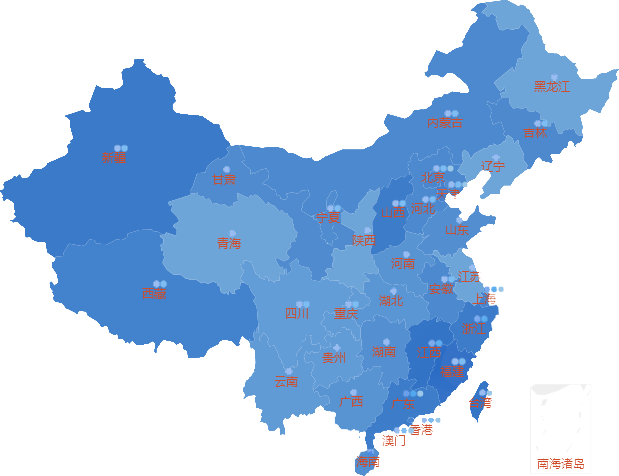 黑龙江
内蒙古
吉林
新疆
辽宁
北京
甘肃
宁夏
山西
河北
山东
陕西
青海
河南
江苏
西藏
安徽
上海
四川
重庆
湖北
浙江
贵州
湖南
江西
福建
云南
广西
广东
台湾
香港
澳门
海南
南海诸岛